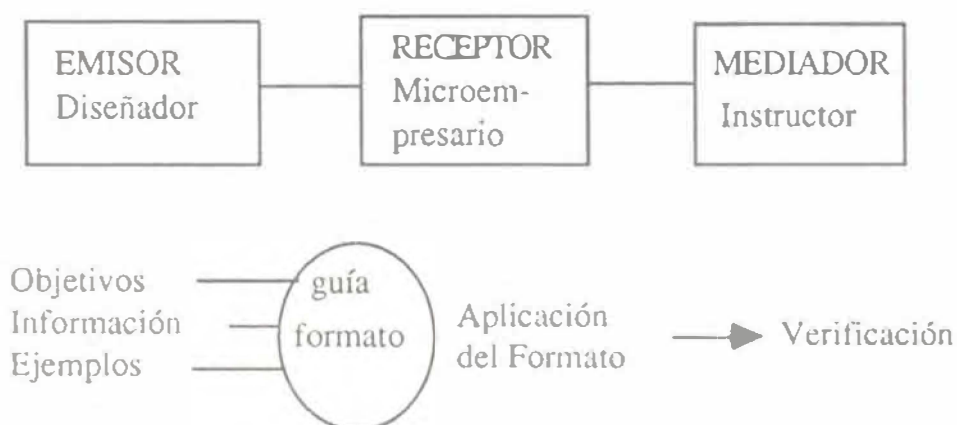 EMISOR
Diseñador
RECEPTOR
Microem-
presario
MEDIADOR
Instructor
Objetivos
Información
Ejemplos
guía
formato
Aplicación
del Formato
Verificación